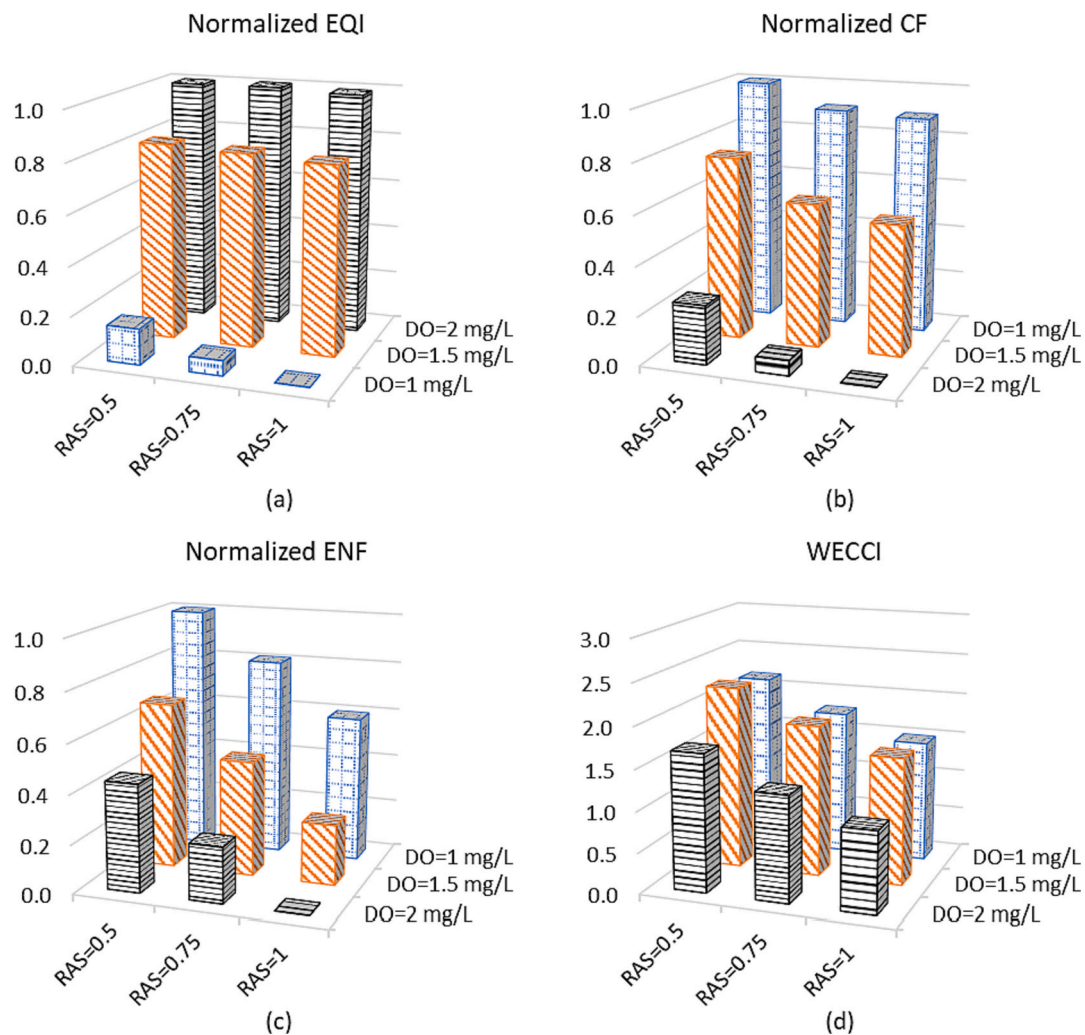 Normalized EQI
1.0
0.8
0.6
0.4
0.2
0.0
DO=2 mg/L
DO=1.5 mg/L
DO=1 mg/L
RAS=0.5
RAS=0.75
RAS=1
(a)
Normalized CF
1.0
0.8
0.6
0.4
0.2
0.0
DO=1 mg/L
DO=1.5 mg/L
DO=2 mg/L
RAS=0.5
RAS=0.75
RAS=1
(b)
Normalized ENF
1.0
0.8
0.6
0.4
0.2
0.0
DO=1 mg/L
DO=1.5 mg/L
DO=2 mg/L
RAS=0.5
RAS=0.75
RAS=1
(c)
WECCI
3.0
2.5
2.0
1.5
1.0
0.5
0.0
DO=1 mg/L
DO=1.5 mg/L
DO=2 mg/L
RAS=0.5
RAS=0.75
RAS=1
(d)